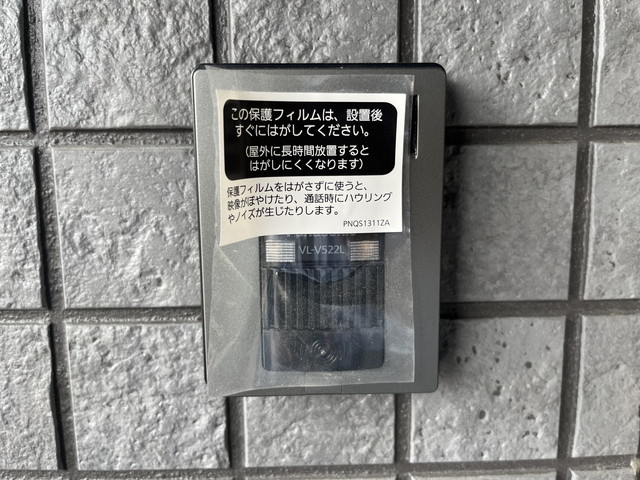 この保護フィルムは、設置後
すぐにはがしてください。
(屋外に長時間放置すると
はがしにくくなります)
保護フィルムをはがさずに使うと、
映像がぼやけたり、通話時にハウリング
やノイズが生じたりします。
PNQS1311ZA
VL-V522L